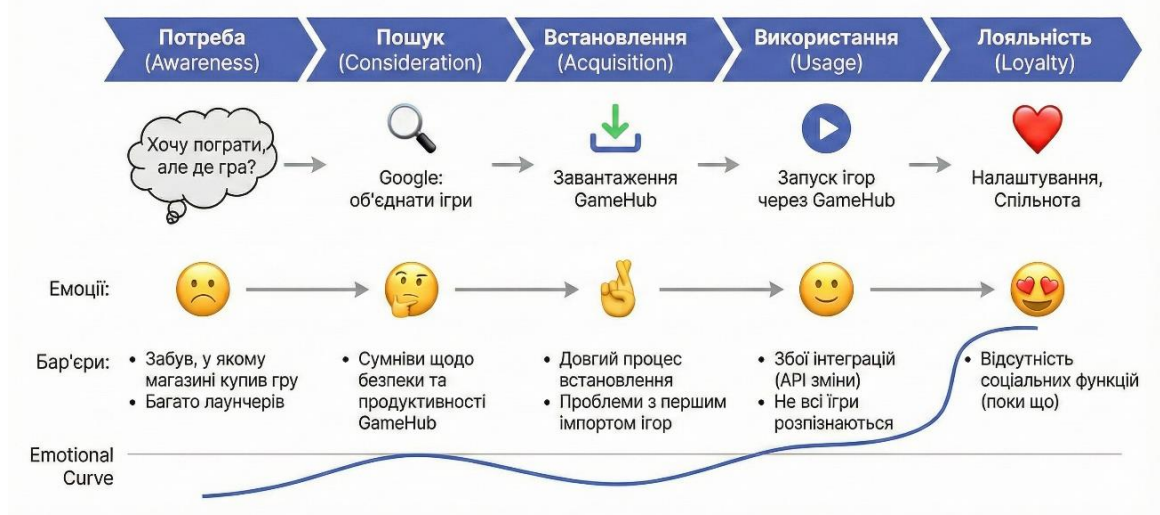 Потреба
(Awareness)
Пошук
(Consideration)
Встановлення
(Acquisition)
Використання
(Usage)
Лояльність
(Loyalty)
Хочу пограти,
але де гра?
Google:
об'єднати ігри
Завантаження
GameHub
Запуск ігор
через GameHub
Налаштування,
Спільнота
Емоції:
Бар'єри:
• Забув, у якому
магазині купив гру
• Багато лаунчерів
• Сумніви щодо
безпеки та
продуктивності
GameHub
• Довгий процес
встановлення
• Проблеми з першим
імпортом ігор
• Збої інтеграцій
(API зміни)
• Не всі їгри
розпізнаються
• Відсутність
соціальних функцій
(поки що)
Emotional
Curve